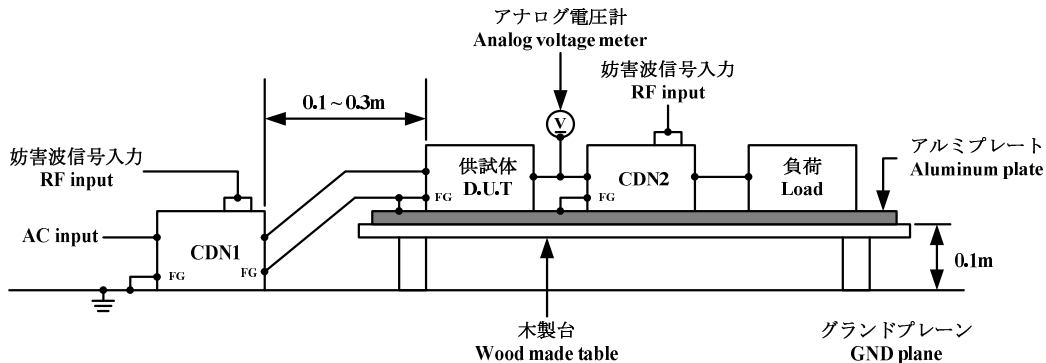 アナログ電圧計
Analog voltage meter
妨害波信号入力
RF input
0.1~0.3m
V
妨害波信号入力
RF input
供試体
D.U.T
FG
CDN2
FG
負荷
Load
アルミプレート
Aluminum plate
AC input
CDN1
FG
FG
0.1m
木製台
Wood made table
グランドプレーン
GND plane